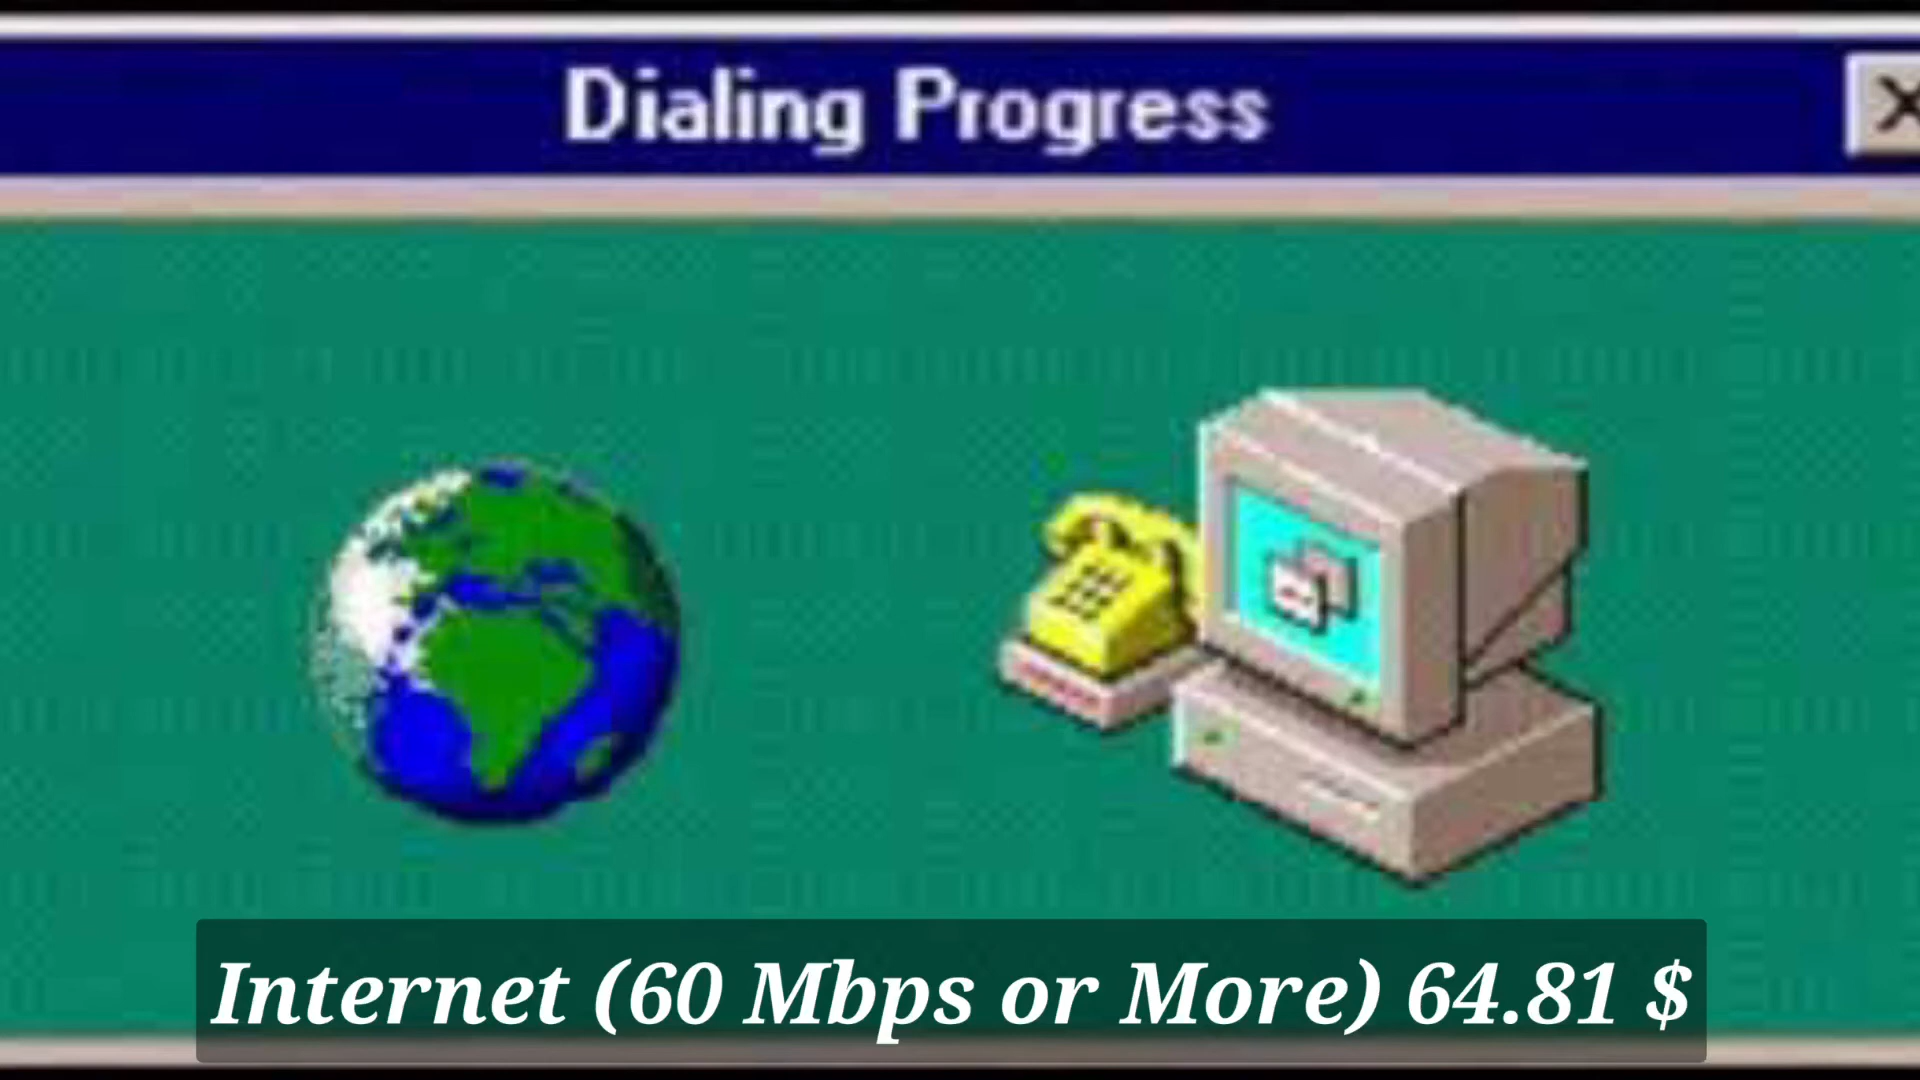 Dialing Progress
Internet (60 Mbps or More) 64.81 $